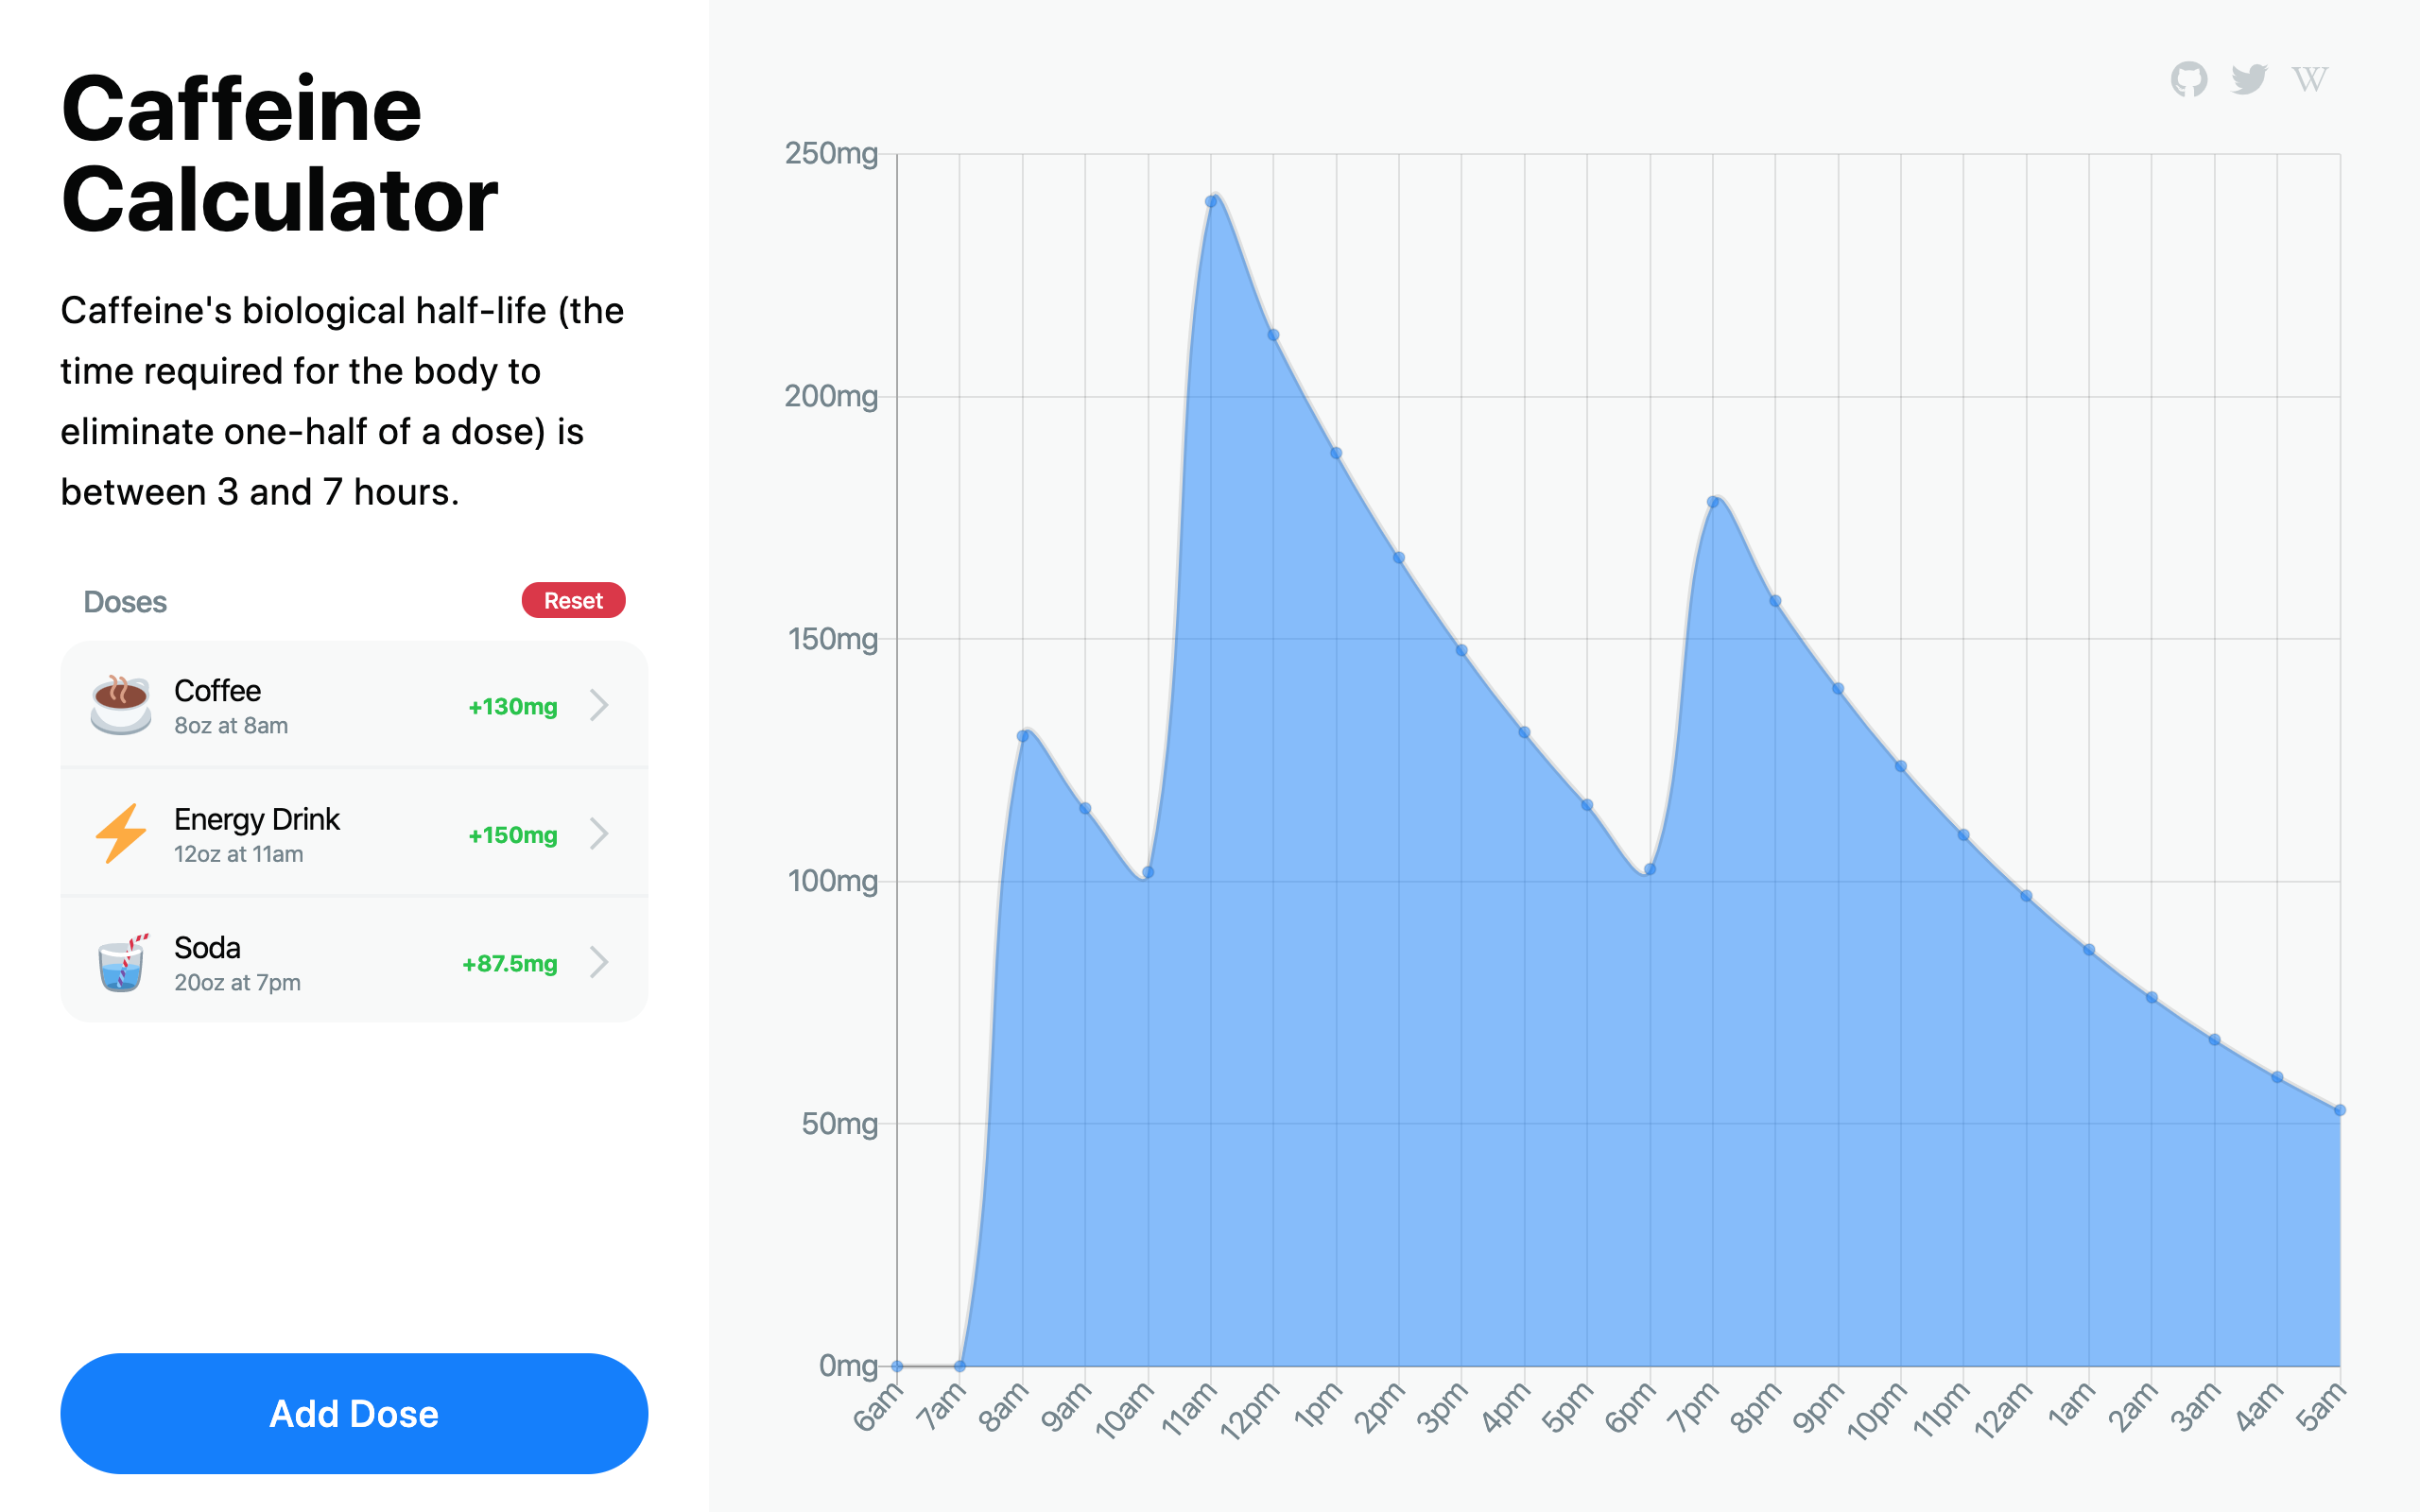 Caffeine
Calculator
Caffeine's biological half-life (the
time required for the body to
eliminate one-half of a dose) is
between 3 and 7 hours.
Doses
Reset
Coffee
8oz at 8am
+130mg
Energy Drink
12oz at 11am
+150mg
Soda
20oz at 7pm
+87.5mg
Add Dose
W
250mg
200mg
150mg
100mg
50mg
0mg
6am
7am
8am
9am
10am
11am
12pm
1pm
2pm
3pm
4pm
5pm
6pm
7pm
8pm
9pm
10pm
11pm
12am
1am
2am
3am
4am
5am